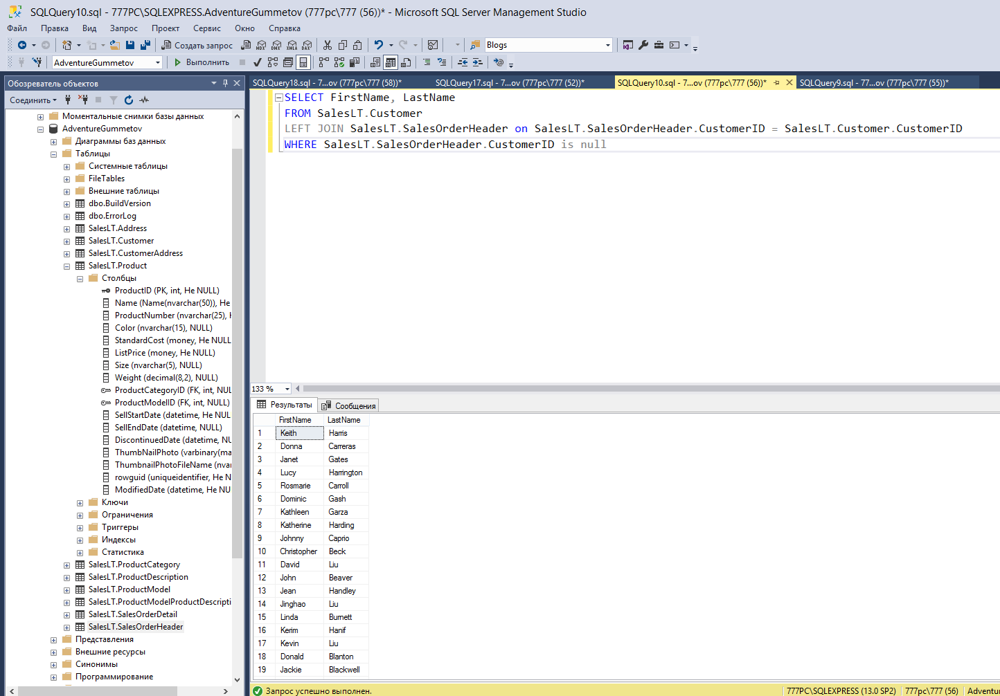 SQLQuery10.sql - 777PC\SQLEXPRESS.AdventureGummetov (777pc\777 (56))* - Microsoft SQL Server Management Studio
Файл Правка Вид Запрос Проект Сервис Окно Справка
Создать запрос MDX DMX XMLA DAX Blogs
AdventureGummetov Выполнить
Обозреватель объектов
Соединить
Моментальные снимки базы данных
AdventureGummetov
Диаграммы баз данных
Таблицы
Системные таблицы
FileTables
Внешние таблицы
dbo.BuildVersion
dbo.ErrorLog
SalesLT.Address
SalesLT.Customer
SalesLT.CustomerAddress
SalesLT.Product
Столбцы
ProductID (PK, int, Не NULL)
Name (Name(nvarchar(50)), Не
ProductNumber (nvarchar(25),
Color (nvarchar(15), NULL)
StandardCost (money, Не NULL
ListPrice (money, Не NULL)
Size (nvarchar(5), NULL)
Weight (decimal(8,2), NULL)
ProductCategoryID (FK, int, NUL
ProductModelID (FK, int, NULL)
SellStartDate (datetime, Не NUL
SellEndDate (datetime, NULL)
DiscontinuedDate (datetime, NU
ThumbNailPhoto (varbinary(ma
ThumbnailPhotoFileName (nvar
rowguid (uniqueidentifier, Не N
ModifiedDate (datetime, Не NU
Ключи
Ограничения
Триггеры
Индексы
Статистика
SalesLT.ProductCategory
SalesLT.ProductDescription
SalesLT.ProductModel
SalesLT.ProductModelProductDescripti
SalesLT.SalesOrderDetail
SalesLT.SalesOrderHeader
Представления
Внешние ресурсы
Синонимы
Программирование
SQLQuery18.sql - 7...ov (777pc\777 (58))* SQLQuery17.sql - 7...ov (777pc\777 (52))* SQLQuery10.sql - 7...ov (777pc\777 (56))* SQLQuery9.sql - 77...ov (777pc\777 (55))*
SELECT FirstName, LastName
FROM SalesLT.Customer
LEFT JOIN SalesLT.SalesOrderHeader on SalesLT.SalesOrderHeader.CustomerID = SalesLT.Customer.CustomerID
WHERE SalesLT.SalesOrderHeader.CustomerID is null
133 %
Результаты Сообщения
FirstName LastName
1 Keith Harris
2 Donna Carreras
3 Janet Gates
4 Lucy Harrington
5 Rosmarie Carroll
6 Dominic Gash
7 Kathleen Garza
8 Katherine Harding
9 Johnny Caprio
10 Christopher Beck
11 David Liu
12 John Beaver
13 Jean Handley
14 Jinghao Liu
15 Linda Burnett
16 Kerim Hanif
17 Kevin Liu
18 Donald Blanton
19 Jackie Blackwell
Запрос успешно выполнен. 777PC\SQLEXPRESS (13.0 SP2) 777pc\777 (56) Adventu